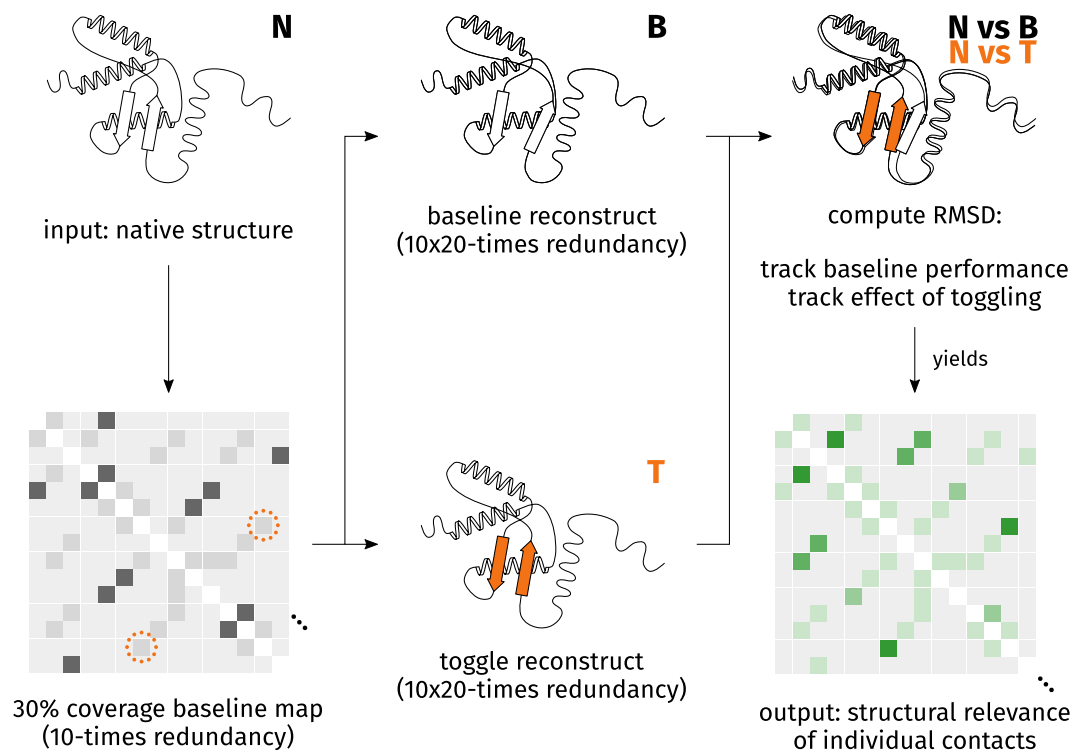 N
input: native structure
30% coverage baseline map
(10-times redundancy)
B
baseline reconstruct
(10x20-times redundancy)
T
toggle reconstruct
(10x20-times redundancy)
N vs B
N vs T
compute RMSD:
track baseline performance
track effect of toggling
yields
output: structural relevance
of individual contacts